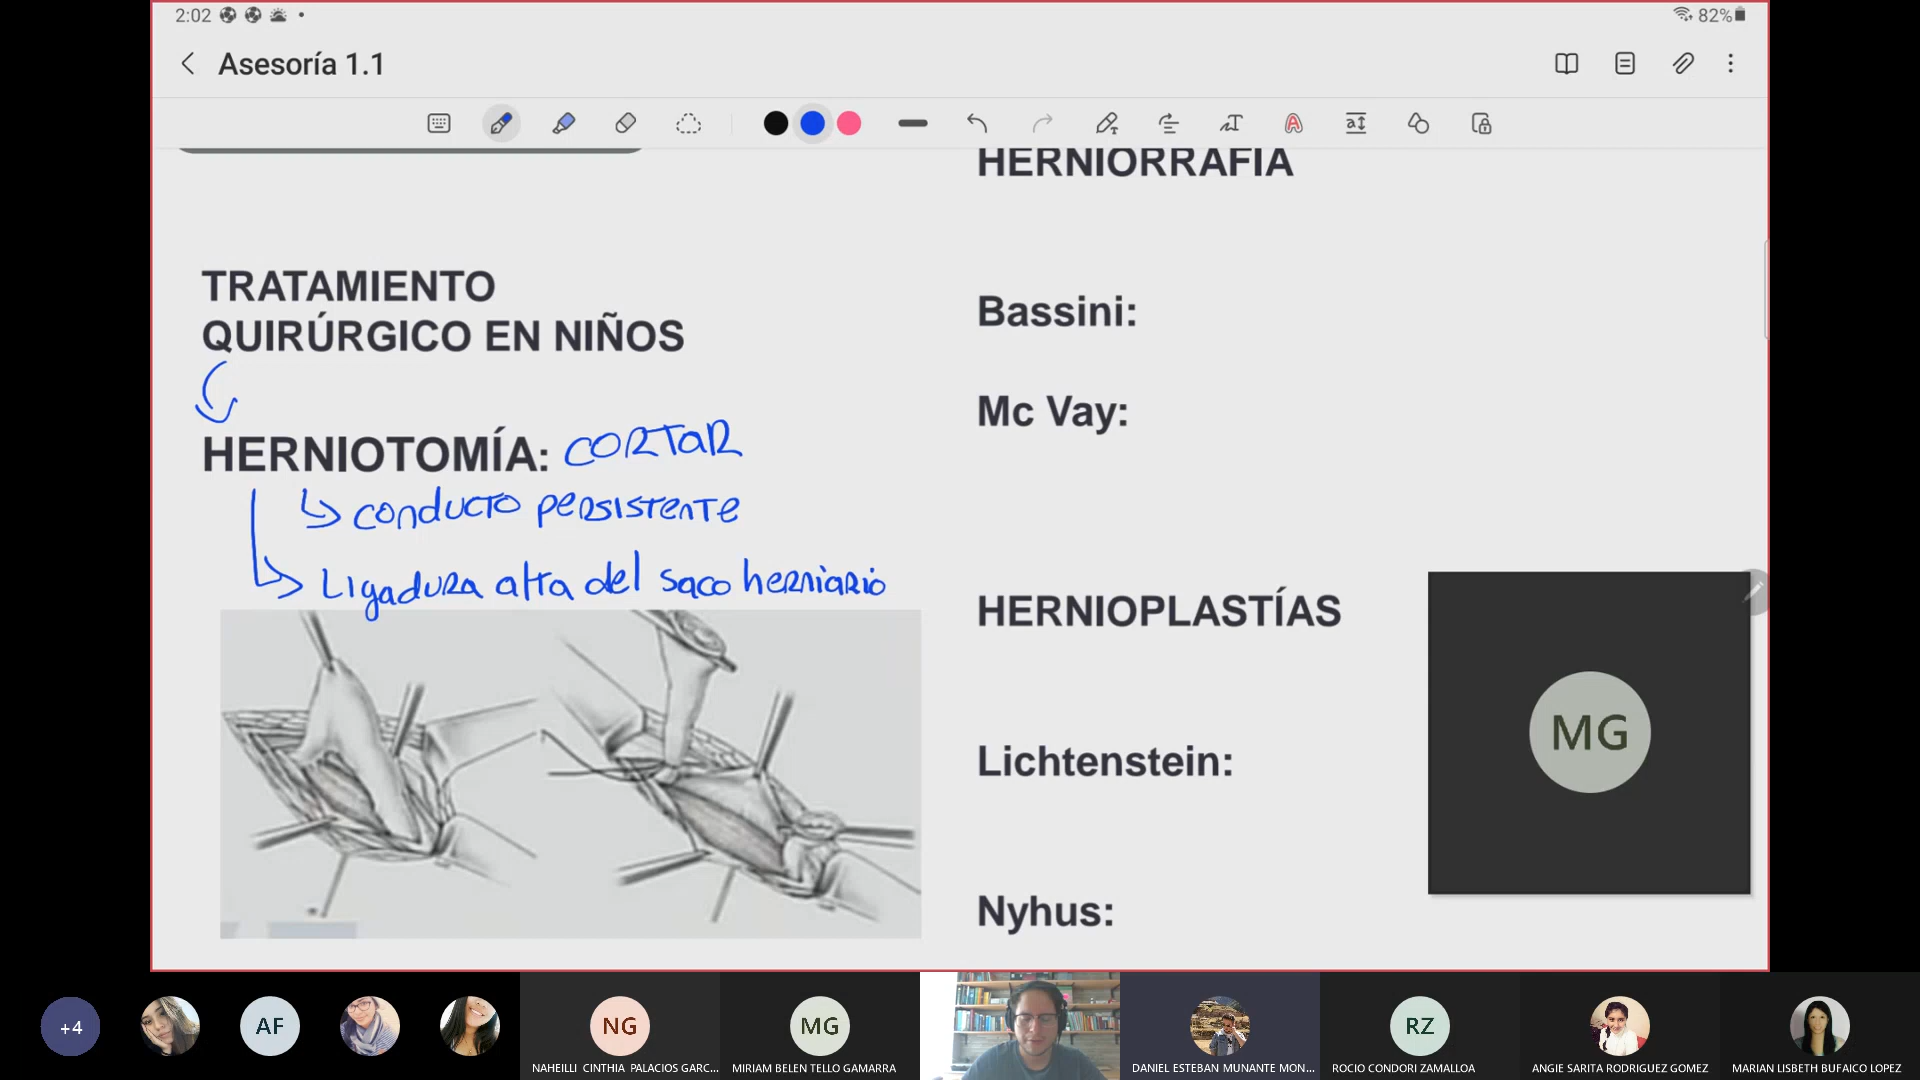 2:02
82%
Asesoría 1.1
HERNIORRAFIA
TRATAMIENTO
QUIRÚRGICO EN NIÑOS
HERNIOTOMÍA: CORTAR
conducto persistente
Ligadura alta del saco herniario
Bassini:
Mc Vay:
HERNIOPLASTÍAS
Lichtenstein:
Nyhus:
MG
+4
AF
NG
MG
RZ
NAHEILLI CINTHIA PALACIOS GARC...
MIRIAM BELEN TELLO GAMARRA
DANIEL ESTEBAN MUNANTE MON...
ROCIO CONDORI ZAMALLOA
ANGIE SARITA RODRIGUEZ GOMEZ
MARIAN LISBETH BUFAICO LOPEZ